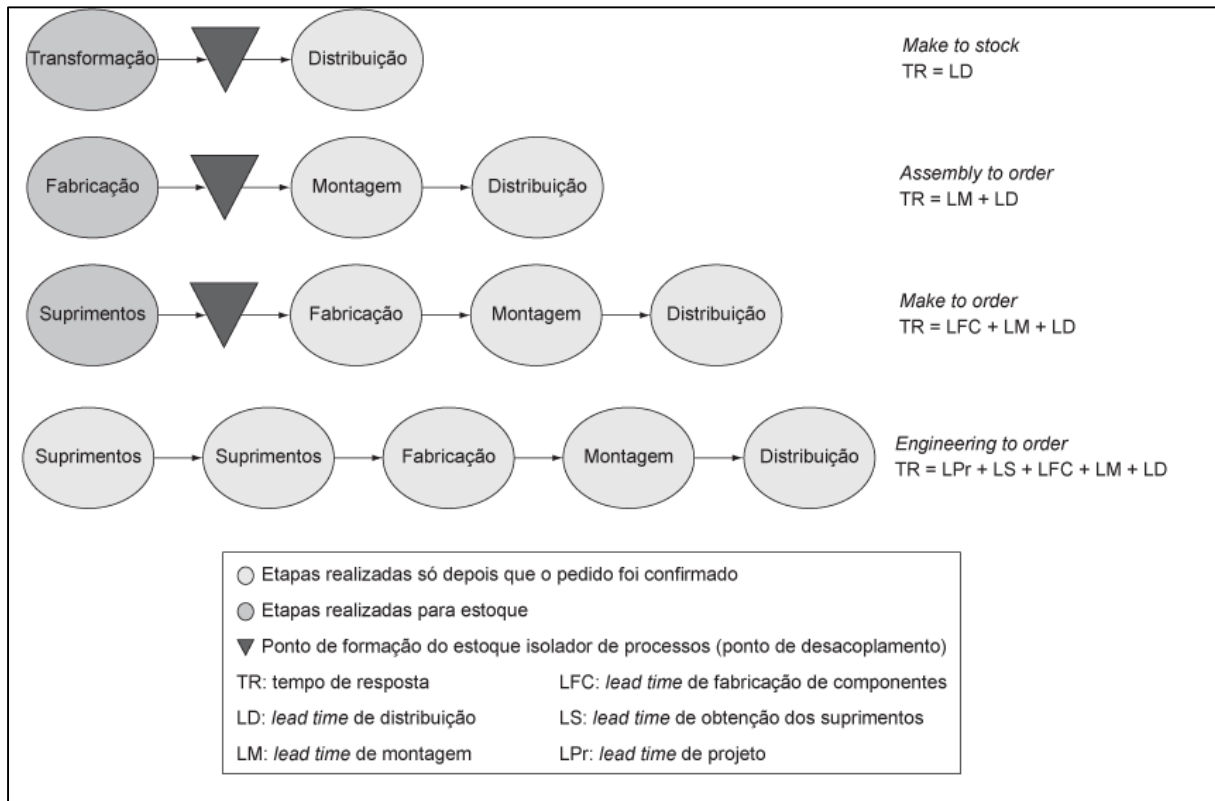 Transformação
Distribuição
Make to stock
TR = LD
Fabricação
Montagem
Distribuição
Assembly to order
TR = LM + LD
Suprimentos
Fabricação
Montagem
Distribuição
Make to order
TR = LFC + LM + LD
Suprimentos
Suprimentos
Fabricação
Montagem
Distribuição
Engineering to order
TR = LPr + LS + LFC + LM + LD
Etapas realizadas só depois que o pedido foi confirmado
Etapas realizadas para estoque
Ponto de formação do estoque isolador de processos (ponto de desacoplamento)
TR: tempo de resposta
LFC: lead time de fabricação de componentes
LD: lead time de distribuição
LS: lead time de obtenção dos suprimentos
LM: lead time de montagem
LPr: lead time de projeto